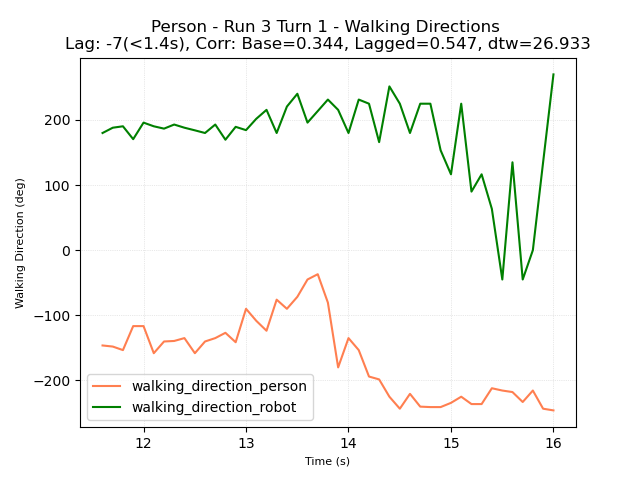 Person - Run 3 Turn 1 - Walking Directions
Lag: -7(<1.4s), Corr: Base=0.344, Lagged=0.547, dtw=26.933
Walking Direction (deg)
200
100
0
−100
−200
walking_direction_person
walking_direction_robot
12 13 14 15 16
Time (s)